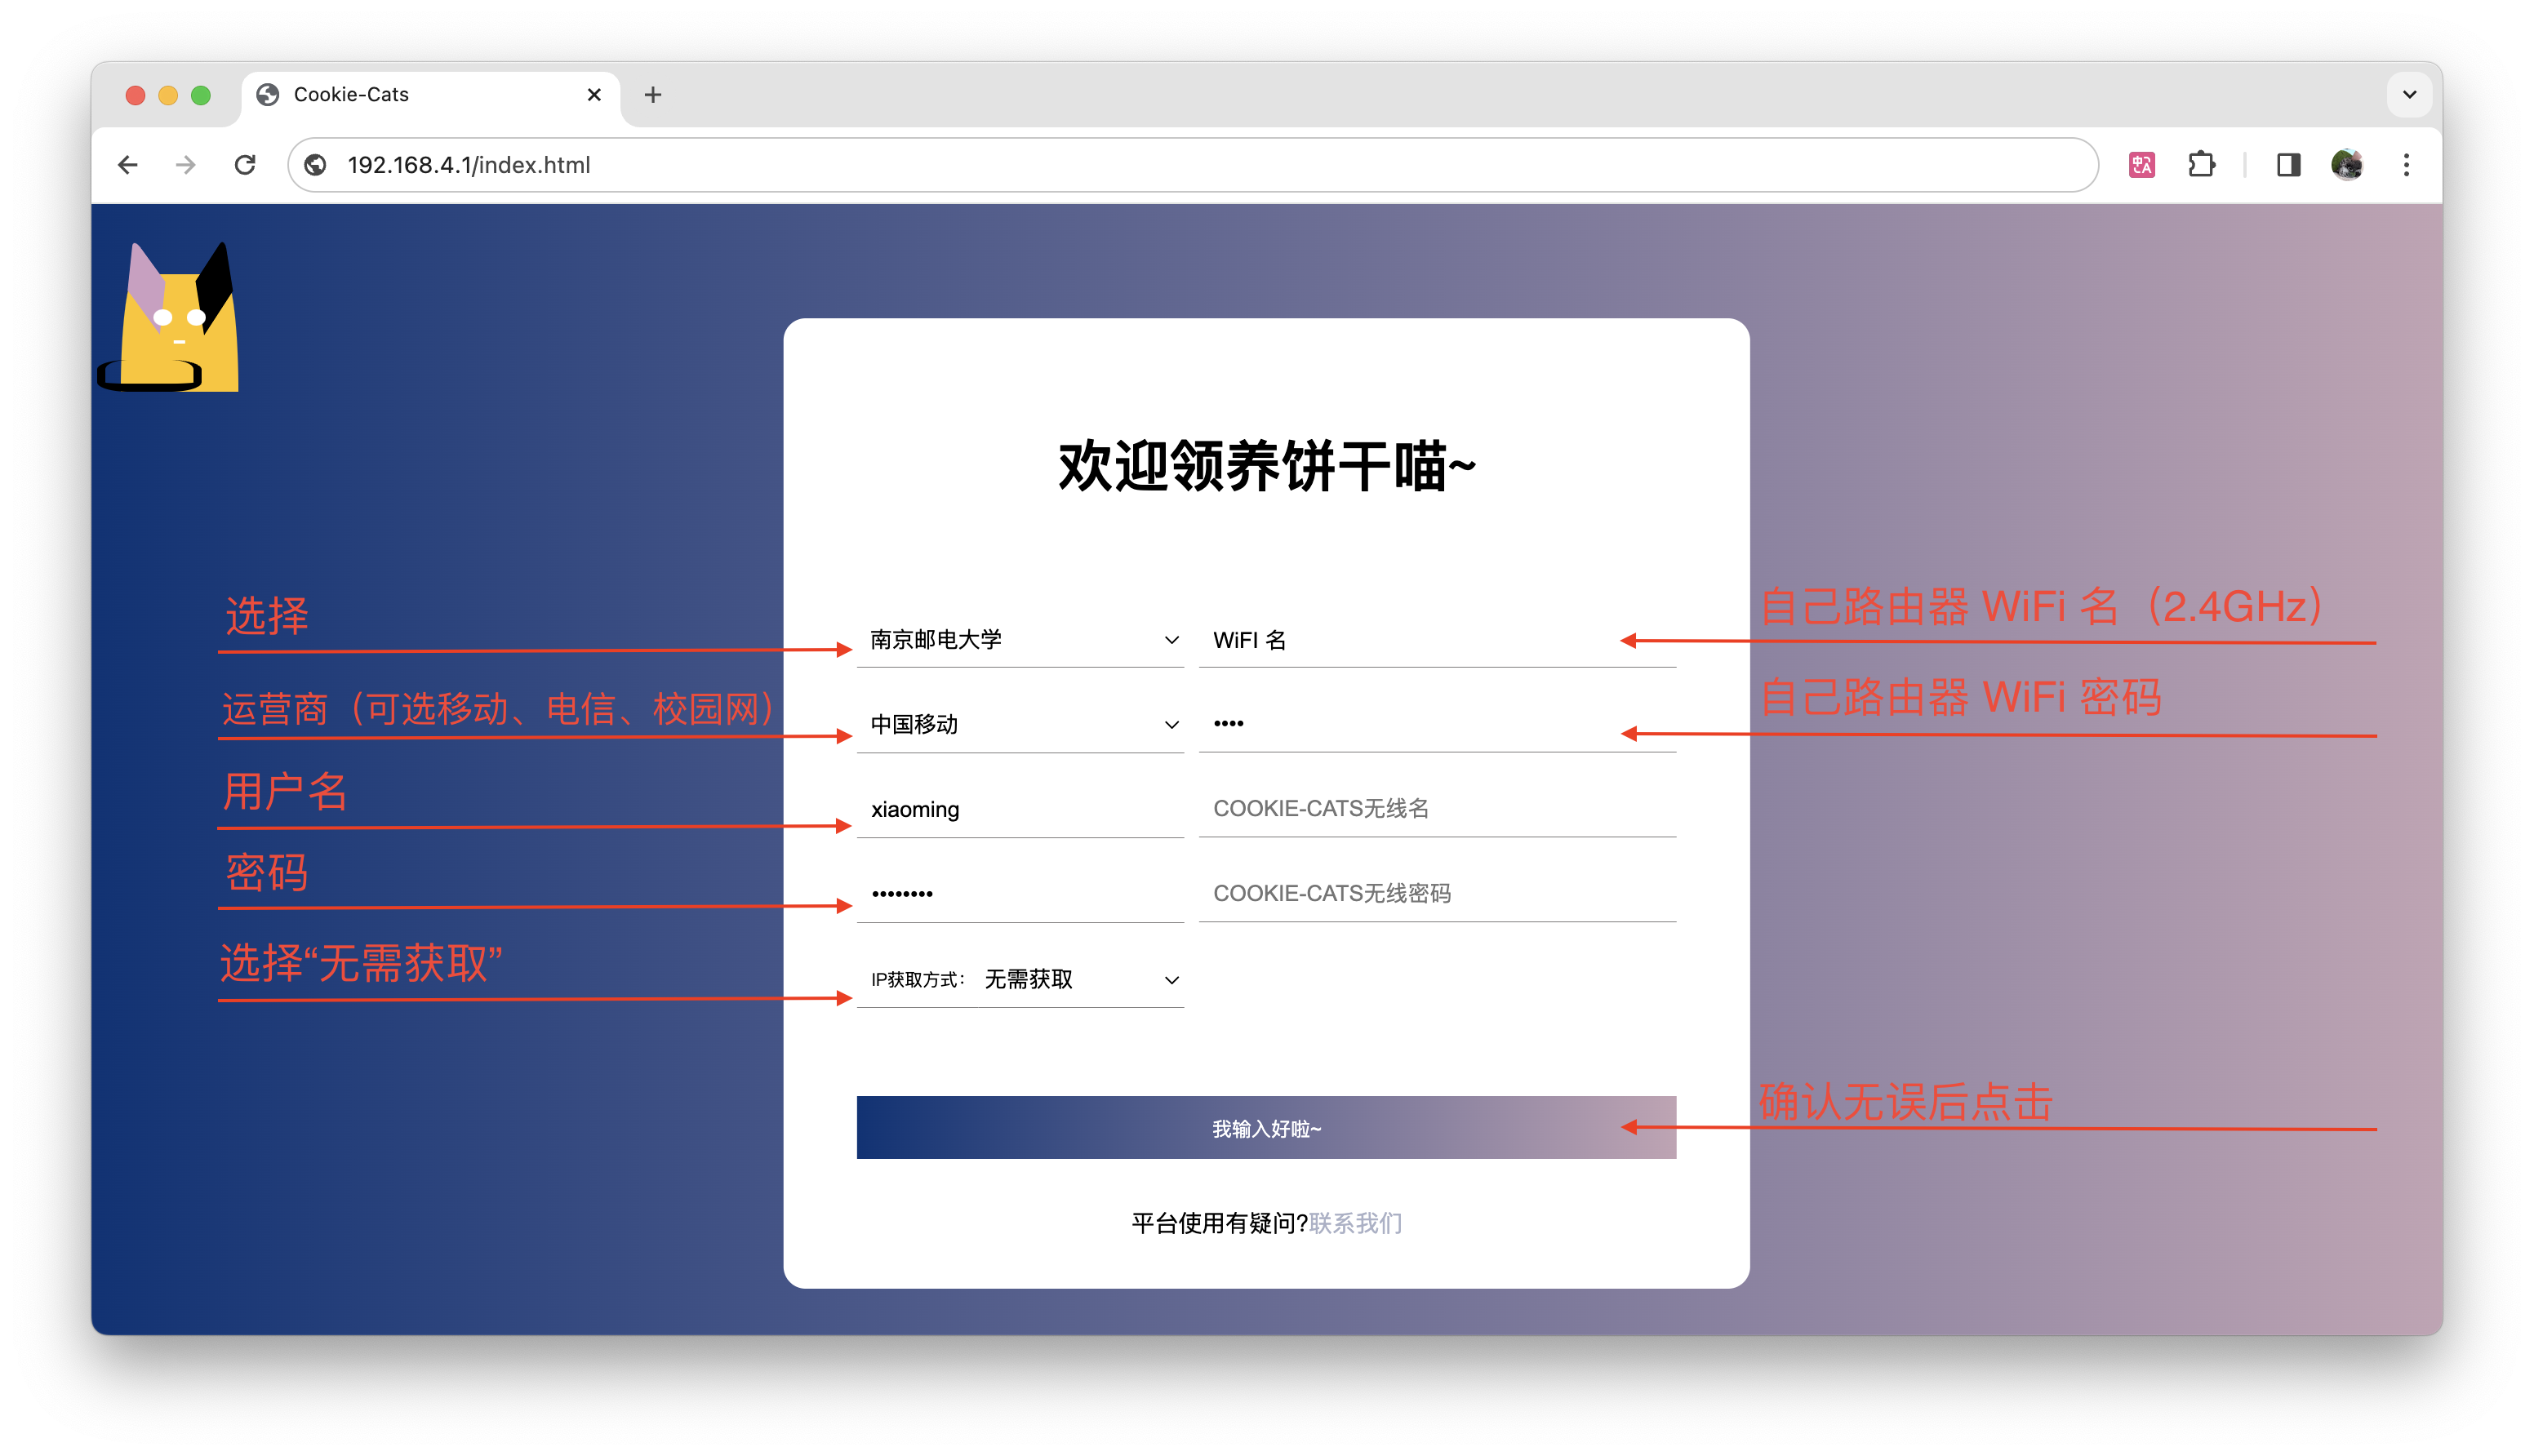 Cookie-Cats
192.168.4.1/index.html
中A
欢迎领养饼干喵~
选择
南京邮电大学
WiFI 名
自己路由器 WiFi 名（2.4GHz）
运营商（可选移动、电信、校园网）
中国移动
••••
自己路由器 WiFi 密码
用户名
xiaoming
COOKIE-CATS无线名
密码
••••••••
COOKIE-CATS无线密码
选择“无需获取”
IP获取方式： 无需获取
我输入好啦~
确认无误后点击
平台使用有疑问?联系我们